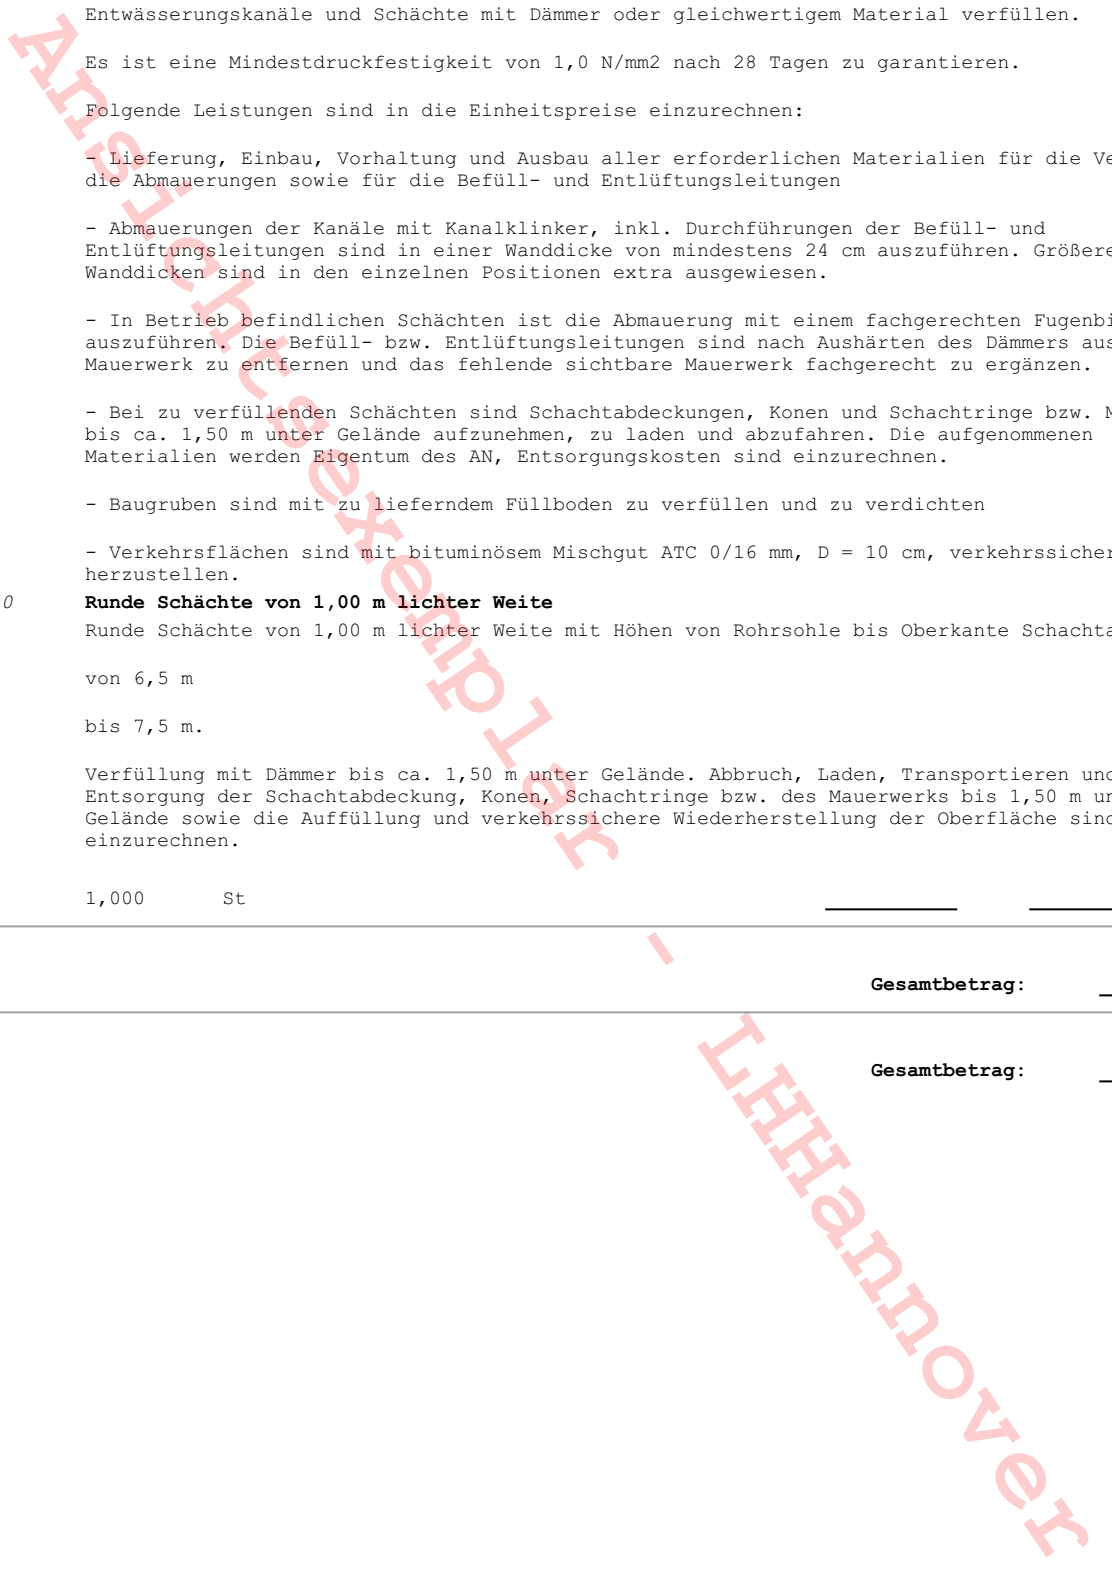 Entwässerungskanäle und Schächte mit Dämmer oder gleichwertigem Material verfüllen.
Es ist eine Mindestdruckfestigkeit von 1,0 N/mm2 nach 28 Tagen zu garantieren.
Folgende Leistungen sind in die Einheitspreise einzurechnen:
- Lieferung, Einbau, Vorhaltung und Ausbau aller erforderlichen Materialien für die
die Abmauerungen sowie für die Befüll- und Entlüftungsleitungen
- Abmauerungen der Kanäle mit Kanalklinker, inkl. Durchführungen der Befüll- und
Entlüftungsleitungen sind in einer Wanddicke von mindestens 24 cm auszuführen. Größere
Wanddicken sind in den einzelnen Positionen extra ausgewiesen.
- In Betrieb befindlichen Schächten ist die Abmauerung mit einem fachgerechten
auszuführen. Die Befüll- bzw. Entlüftungsleitungen sind nach Aushärten des Dämmers aus
Mauerwerk zu entfernen und das fehlende sichtbare Mauerwerk fachgerecht zu ergänzen.
- Bei zu verfüllenden Schächten sind Schachtabdeckungen, Konen und Schachtringe bzw.
bis ca. 1,50 m unter Gelände aufzunehmen, zu laden und abzufahren. Die aufgenommenen
Materialien werden Eigentum des AN, Entsorgungskosten sind einzurechnen.
- Baugruben sind mit zu lieferndem Füllboden zu verfüllen und zu verdichten
- Verkehrsflächen sind mit bituminösem Mischgut ATC 0/16 mm, D = 10 cm, verkehrssicher
herzustellen.
0 Runde Schächte von 1,00 m lichter Weite
Runde Schächte von 1,00 m lichter Weite mit Höhen von Rohrsohle bis Oberkante
von 6,5 m
bis 7,5 m.
Verfüllung mit Dämmer bis ca. 1,50 m unter Gelände. Abbruch, Laden, Transportieren und
Entsorgung der Schachtabdeckung, Konen, Schachtringe bzw. des Mauerwerks bis 1,50 m
Gelände sowie die Auffüllung und verkehrssichere Wiederherstellung der Oberfläche sind
einzurechnen.
1,000 St
Gesamtbetrag:
Gesamtbetrag:
Ansichtsexemplar - LHHannover